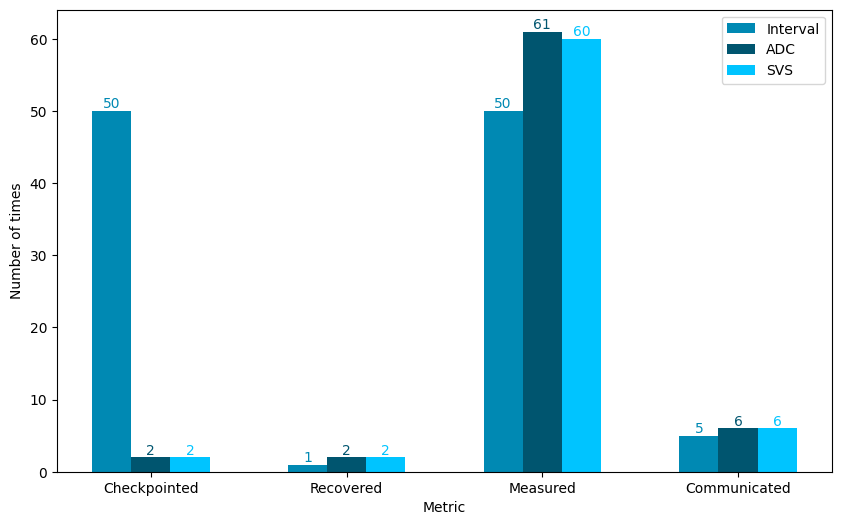 Interval
ADC
SVS
60
50
40
30
20
10
0
Number of times
50
2
2
1
2
2
50
61
60
5
6
6
Checkpointed
Recovered
Measured
Communicated
Metric